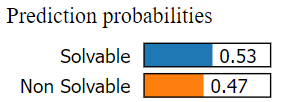 Prediction probabilities
Solvable 0.53
Non Solvable 0.47